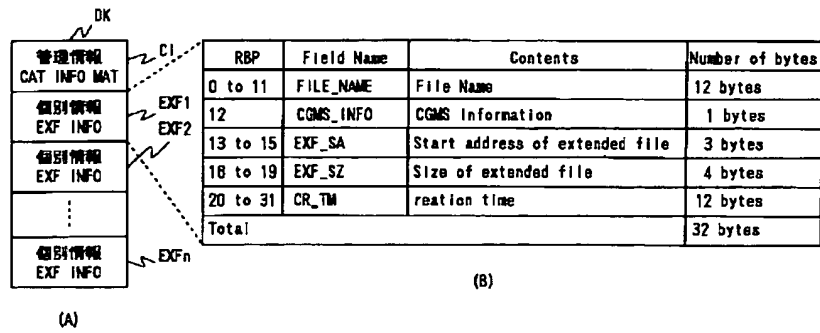 DK
管理情報
CAT INFO MAT
CI
個別情報
EXF INFO
EXF1
EXF2
個別情報
EXF INFO
個別情報
EXF INFO
EXFn
(A)
RBP Field Name Contents Number of bytes
0 to 11 FILE_NAME File Name 12 bytes
12 CGMS_INFO CGMS Information 1 bytes
13 to 15 EXF_SA Start address of extended file 3 bytes
16 to 19 EXF_SZ Size of extended file 4 bytes
20 to 31 CR_TM reation time 12 bytes
Total 32 bytes
(B)